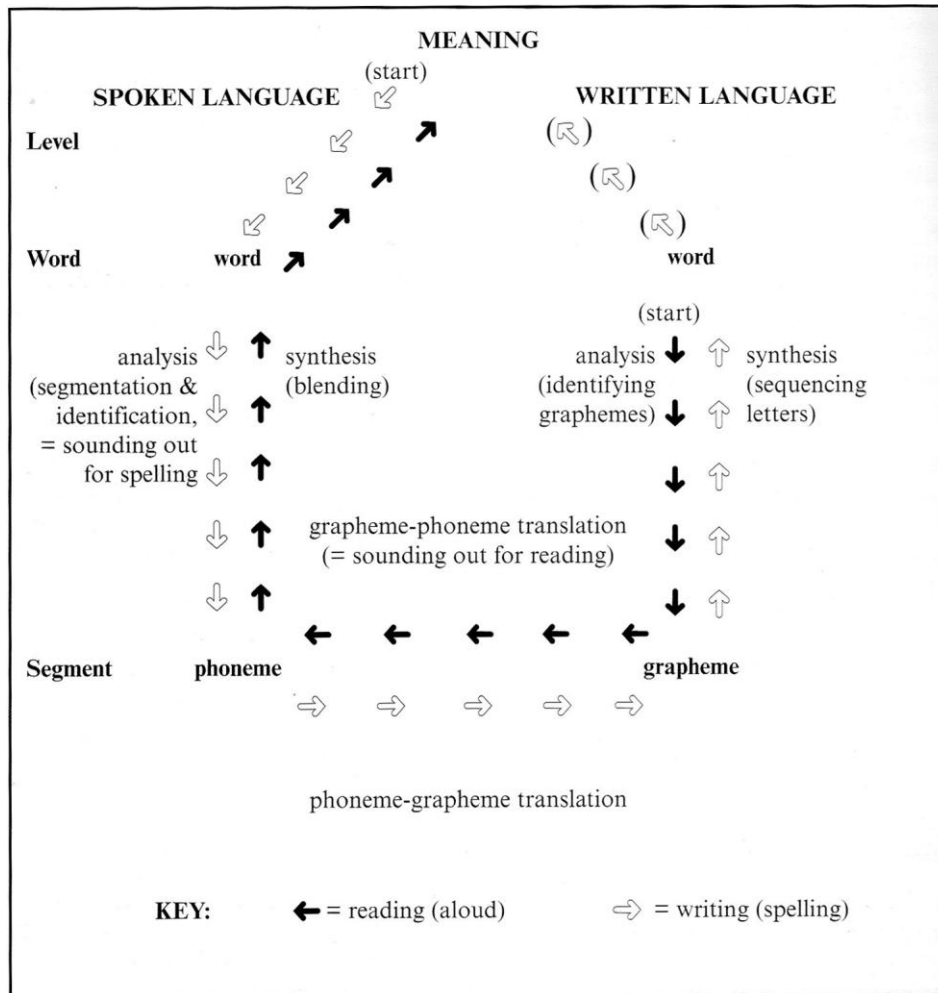 MEANING
(start)
SPOKEN LANGUAGE WRITTEN LANGUAGE
Level
Word word word
(start)
analysis synthesis analysis synthesis
(segmentation & (blending) (identifying (sequencing
identification, graphemes) letters)
= sounding out
for spelling
grapheme-phoneme translation
(= sounding out for reading)
Segment phoneme grapheme
phoneme-grapheme translation
KEY: = reading (aloud) = writing (spelling)